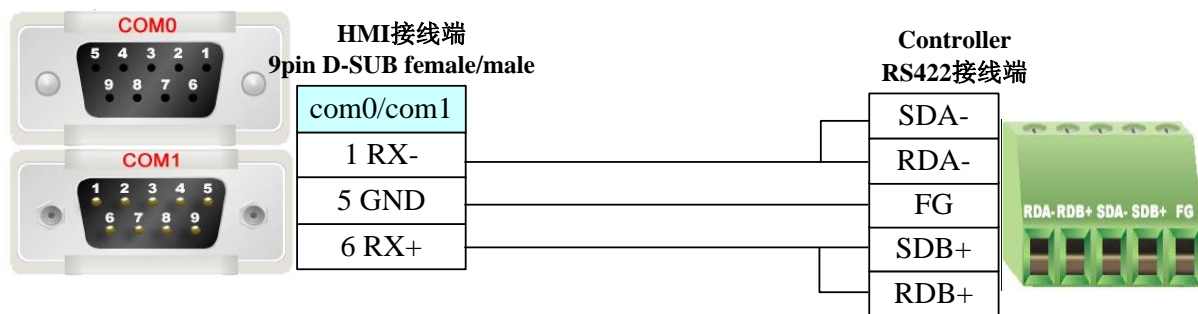 COM0
5 4 3 2 1
9 8 7 6
COM1
1 2 3 4 5
6 7 8 9
HMI接线端
9pin D-SUB female/male
com0/com1
1 RX-
5 GND
6 RX+
Controller
RS422接线端
SDA-
RDA-
FG
SDB+
RDB+
RDA- RDB+ SDA- SDB+ FG